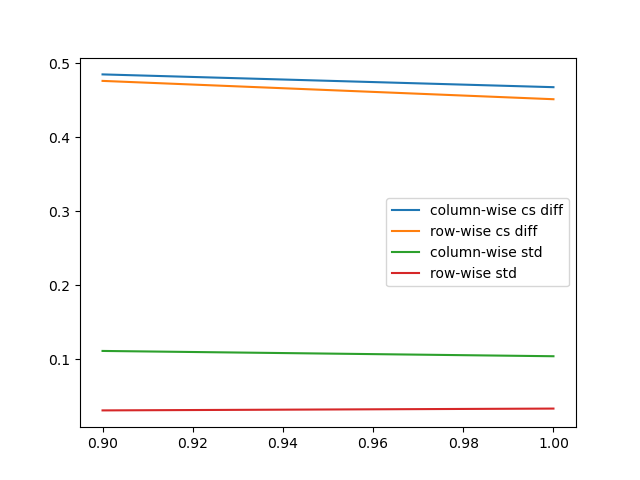 0.5
0.4
0.3
0.2
0.1
column-wise cs diff
row-wise cs diff
column-wise std
row-wise std
0.90 0.92 0.94 0.96 0.98 1.00